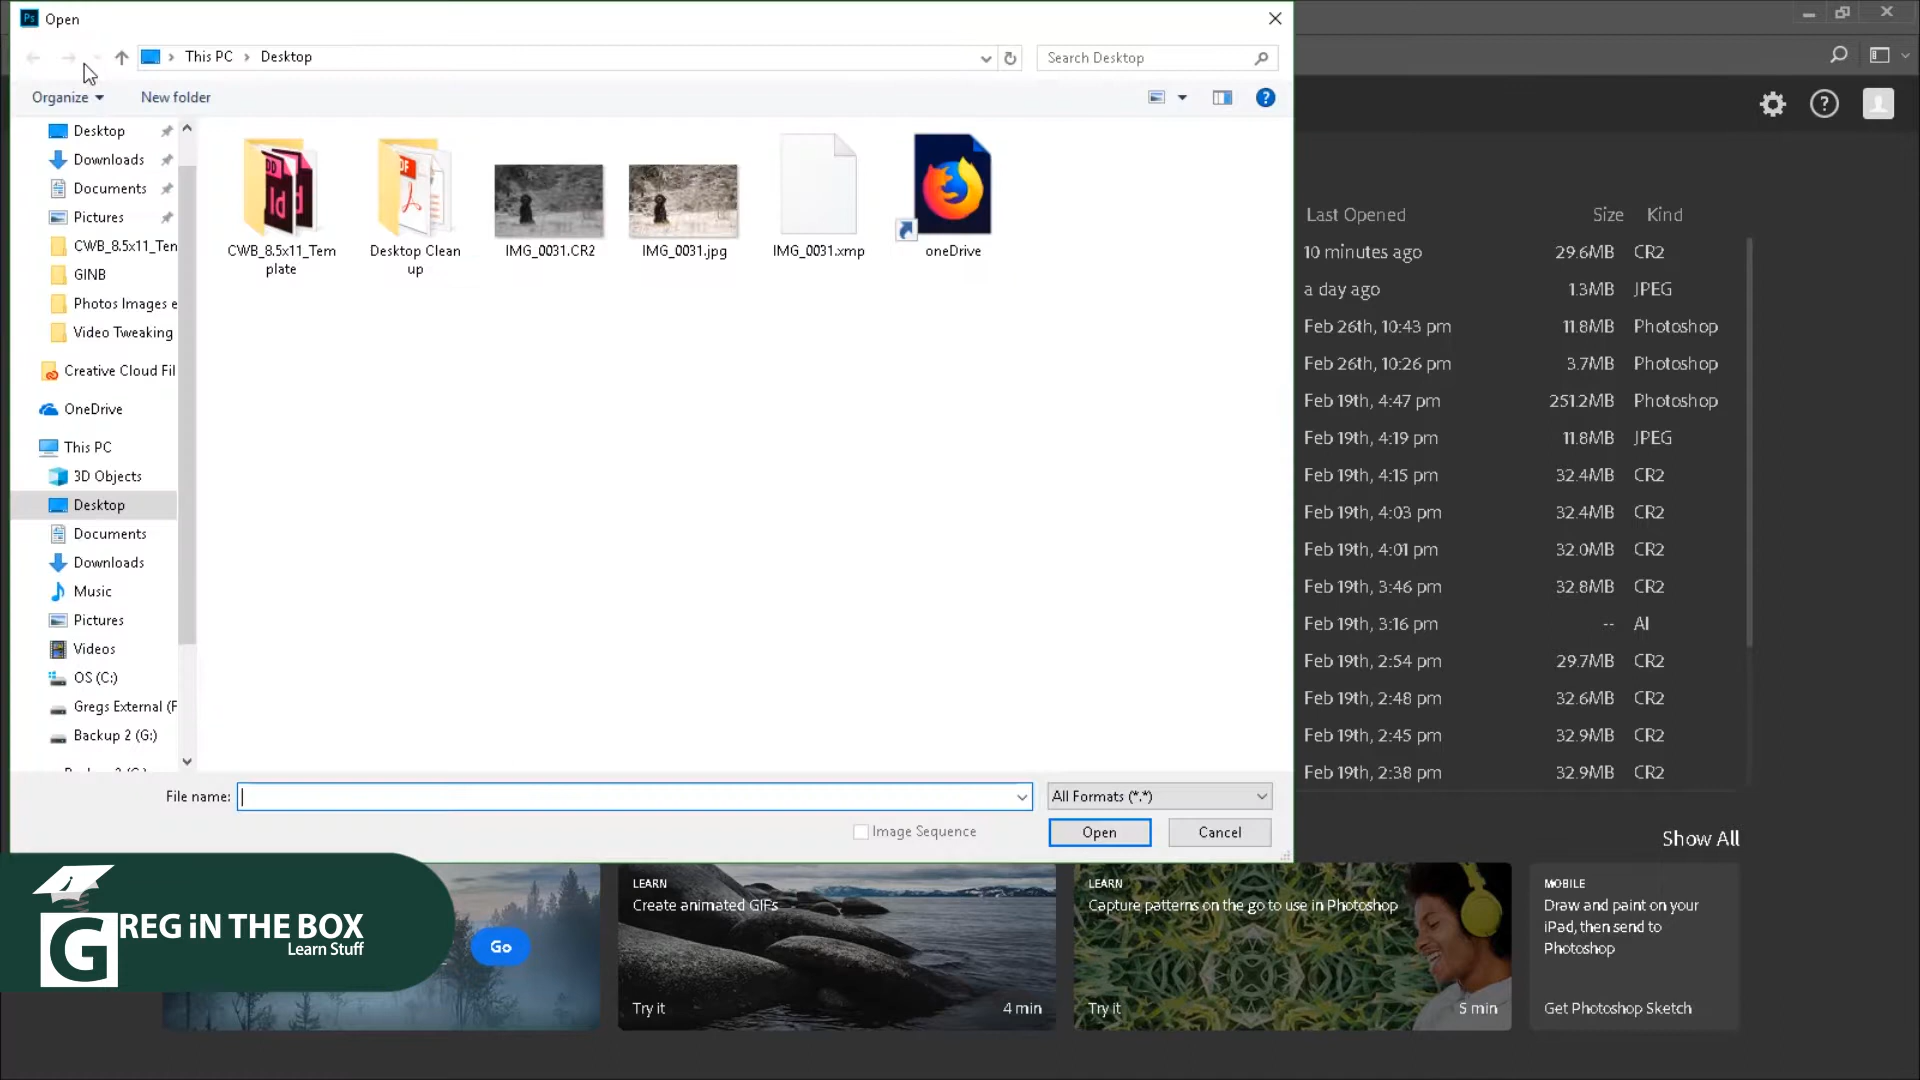 Ps Open
This PC > Desktop
Search Desktop
Organize
New folder
Desktop
Downloads
Documents
Pictures
CWB_8.5x11_Ten
GINB
Photos Images e
Video Tweaking
Creative Cloud Fil
OneDrive
This PC
3D Objects
Desktop
Documents
Downloads
Music
Pictures
Videos
OS (C:)
Gregs External (F
Backup 2 (G:)
CWB_8.5x11_Tem
plate
Desktop Clean
up
IMG_0031.CR2
IMG_0031.jpg
IMG_0031.xmp
oneDrive
File name:
All Formats (*.*)
Image Sequence
Open
Cancel
Last Opened Size Kind
10 minutes ago 29.6MB CR2
a day ago 1.3MB JPEG
Feb 26th, 10:43 pm 11.8MB Photoshop
Feb 26th, 10:26 pm 3.7MB Photoshop
Feb 19th, 4:47 pm 251.2MB Photoshop
Feb 19th, 4:19 pm 11.8MB JPEG
Feb 19th, 4:15 pm 32.4MB CR2
Feb 19th, 4:03 pm 32.4MB CR2
Feb 19th, 4:01 pm 32.0MB CR2
Feb 19th, 3:46 pm 32.8MB CR2
Feb 19th, 3:16 pm -- AI
Feb 19th, 2:54 pm 29.7MB CR2
Feb 19th, 2:48 pm 32.6MB CR2
Feb 19th, 2:45 pm 32.9MB CR2
Feb 19th, 2:38 pm 32.9MB CR2
Show All
GREG iN THE BOX
Learn Stuff
Go
LEARN
Create animated GIFs
Try it 4 min
LEARN
Capture patterns on the go to use in Photoshop
Try it 5 min
MOBILE
Draw and paint on your
iPad, then send to
Photoshop
Get Photoshop Sketch